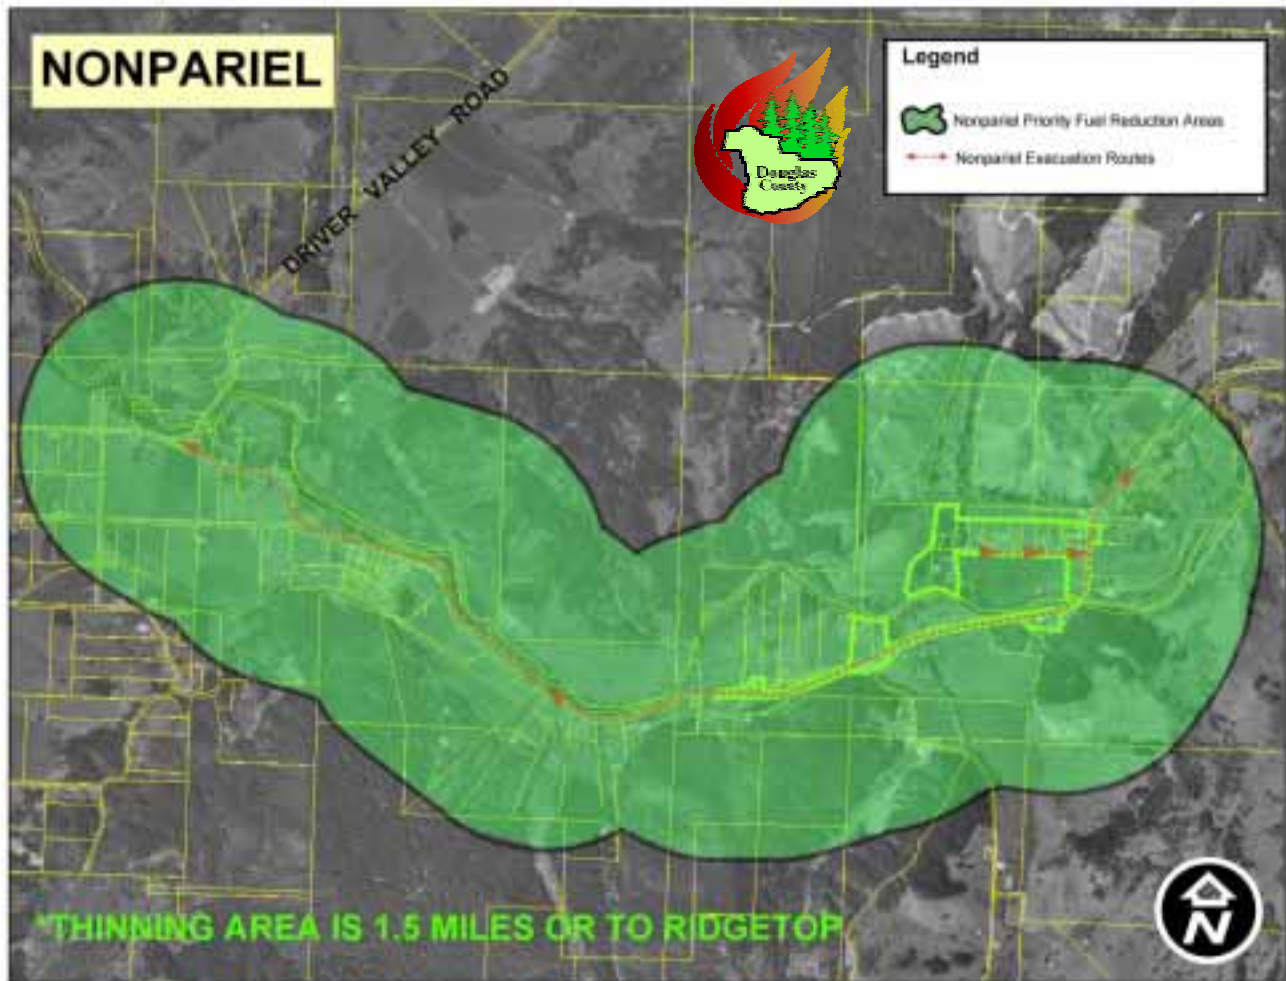 NONPARIEL
DRIVER VALLEY ROAD
Douglas
County
Legend
Nonpariel Priority Fuel Reduction Areas
Nonpariel Evacuation Routes
*THINNING AREA IS 1.5 MILES OR TO RIDGETOP
N